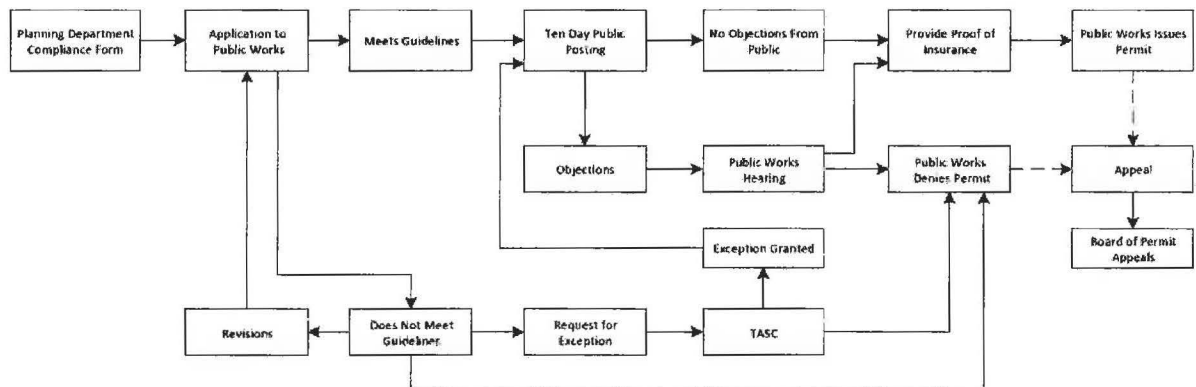 Planning Department
Compliance Form
Application to
Public Works
Meets Guidelines
Ten Day Public
Posting
No Objections From
Public
Provide Proof of
Insurance
Public Works Issues
Permit
Objections
Public Works
Hearing
Public Works
Denies Permit
Appeal
Exception Granted
Board of Permit
Appeals
Revisions
Does Not Meet
Guidelines
Request for
Exception
TASC